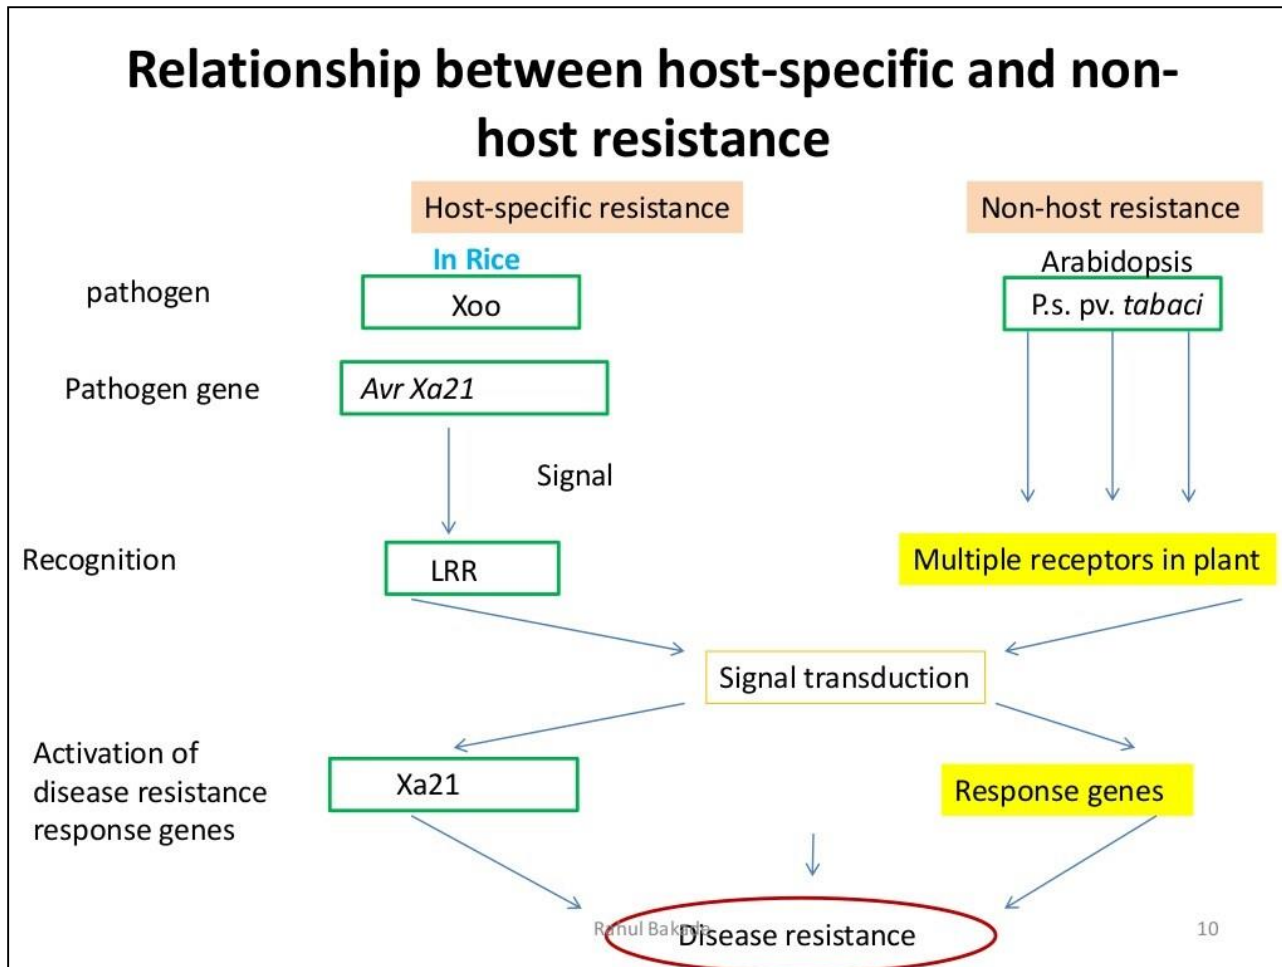 Relationship between host-specific and non-
host resistance
Host-specific resistance
Non-host resistance
In Rice
Arabidopsis
pathogen
Xoo
P.s. pv. tabaci
Pathogen gene
Avr Xa21
Signal
Recognition
LRR
Multiple receptors in plant
Signal transduction
Activation of
disease resistance
response genes
Xa21
Response genes
Rahul Bakade
Disease resistance
10